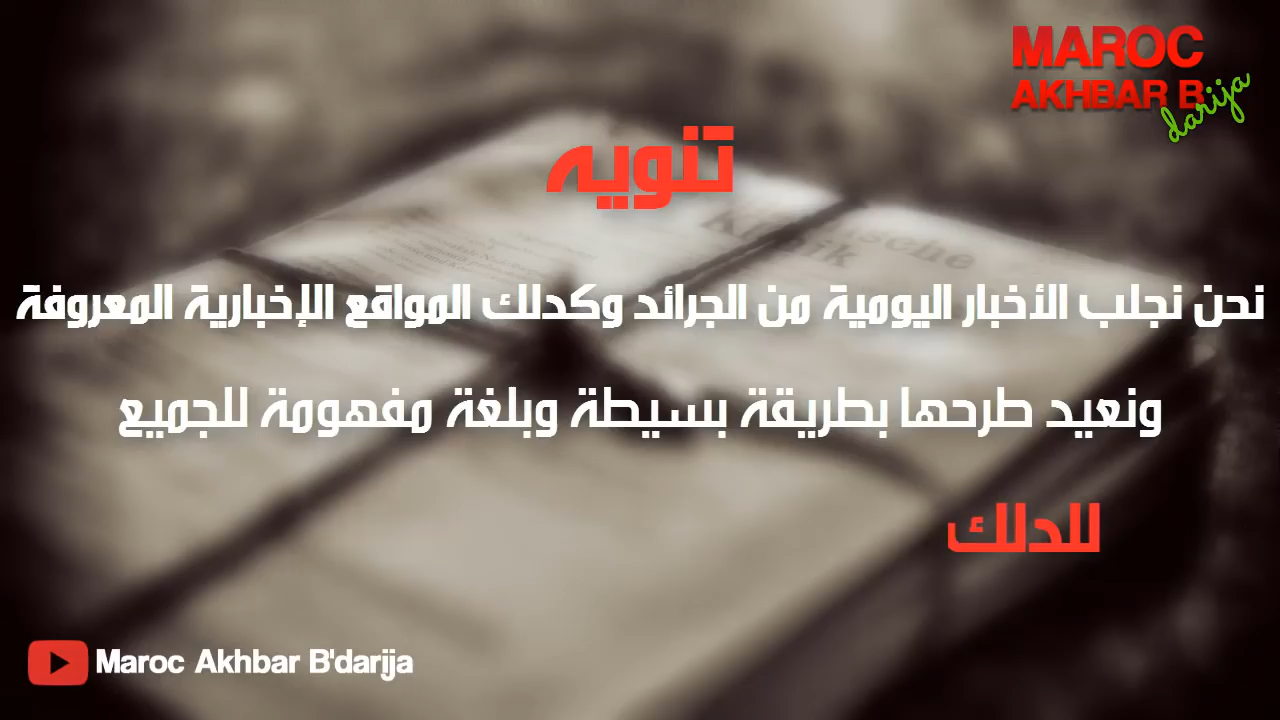 MAROC
AKHBAR B
darija
تنويه
نحن نجلب الأخبار اليومية من الجرائد وكدلك المواقع الإخبارية المعروفة
ونعيد طرحها بطريقة بسيطة وبلغة مفهومة للجميع
للدلك
Maroc Akhbar B'darija